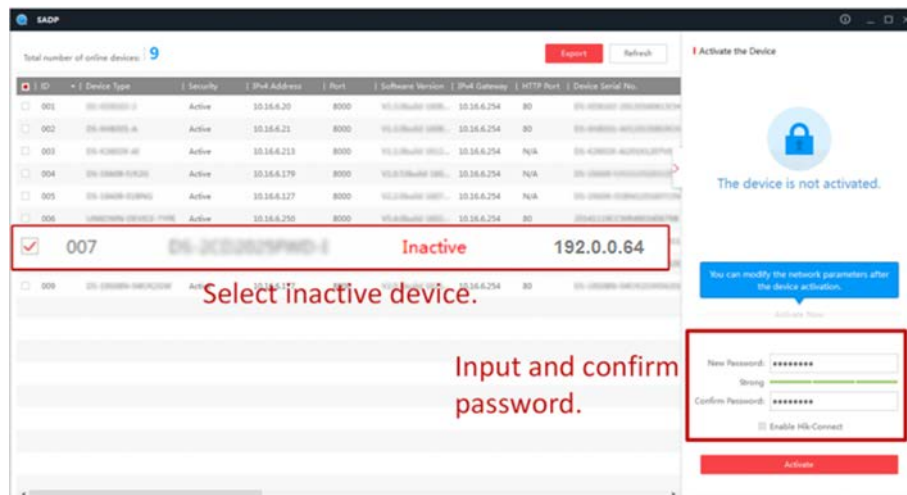 SADP
Total number of online devices: 9
Export
Refresh
ID | Device Type | Security | IPv4 Address | Port | Software Version | IPv4 Gateway | HTTP Port | Device Serial No.
001 Active 10.16.6.20 8000 10.16.6.254 80
002 Active 10.16.6.21 8000 10.16.6.254 80
003 Active 10.16.6.213 8000 10.16.6.254 N/A
004 Active 10.16.6.179 8000 10.16.6.254 N/A
005 Active 10.16.6.127 8000 10.16.6.254 N/A
006 Active 10.16.6.250 8000 10.16.6.254 80
007 Inactive 192.0.0.64
009 8000 10.16.6.254 80
Select inactive device.
Input and confirm
password.
Activate the Device
The device is not activated.
You can modify the network parameters after
the device activation.
Activate Now
New Password: ••••••••
Strong
Confirm Password: ••••••••
Enable Hik-Connect
Activate